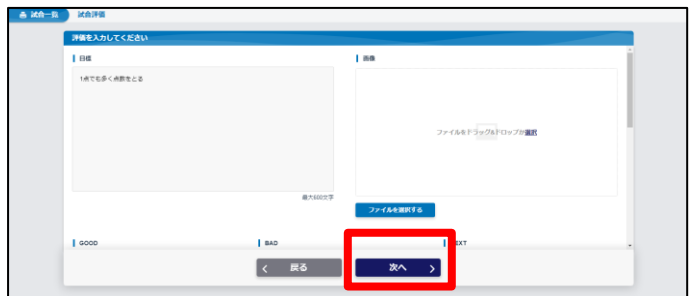 試合一覧 試合評価
評価を入力してください
目標
画像
1点でも多く点数をとる
ファイルをドラッグ&ドロップか選択
最大600文字
ファイルを選択する
GOOD
BAD
EXT
戻る
次へ